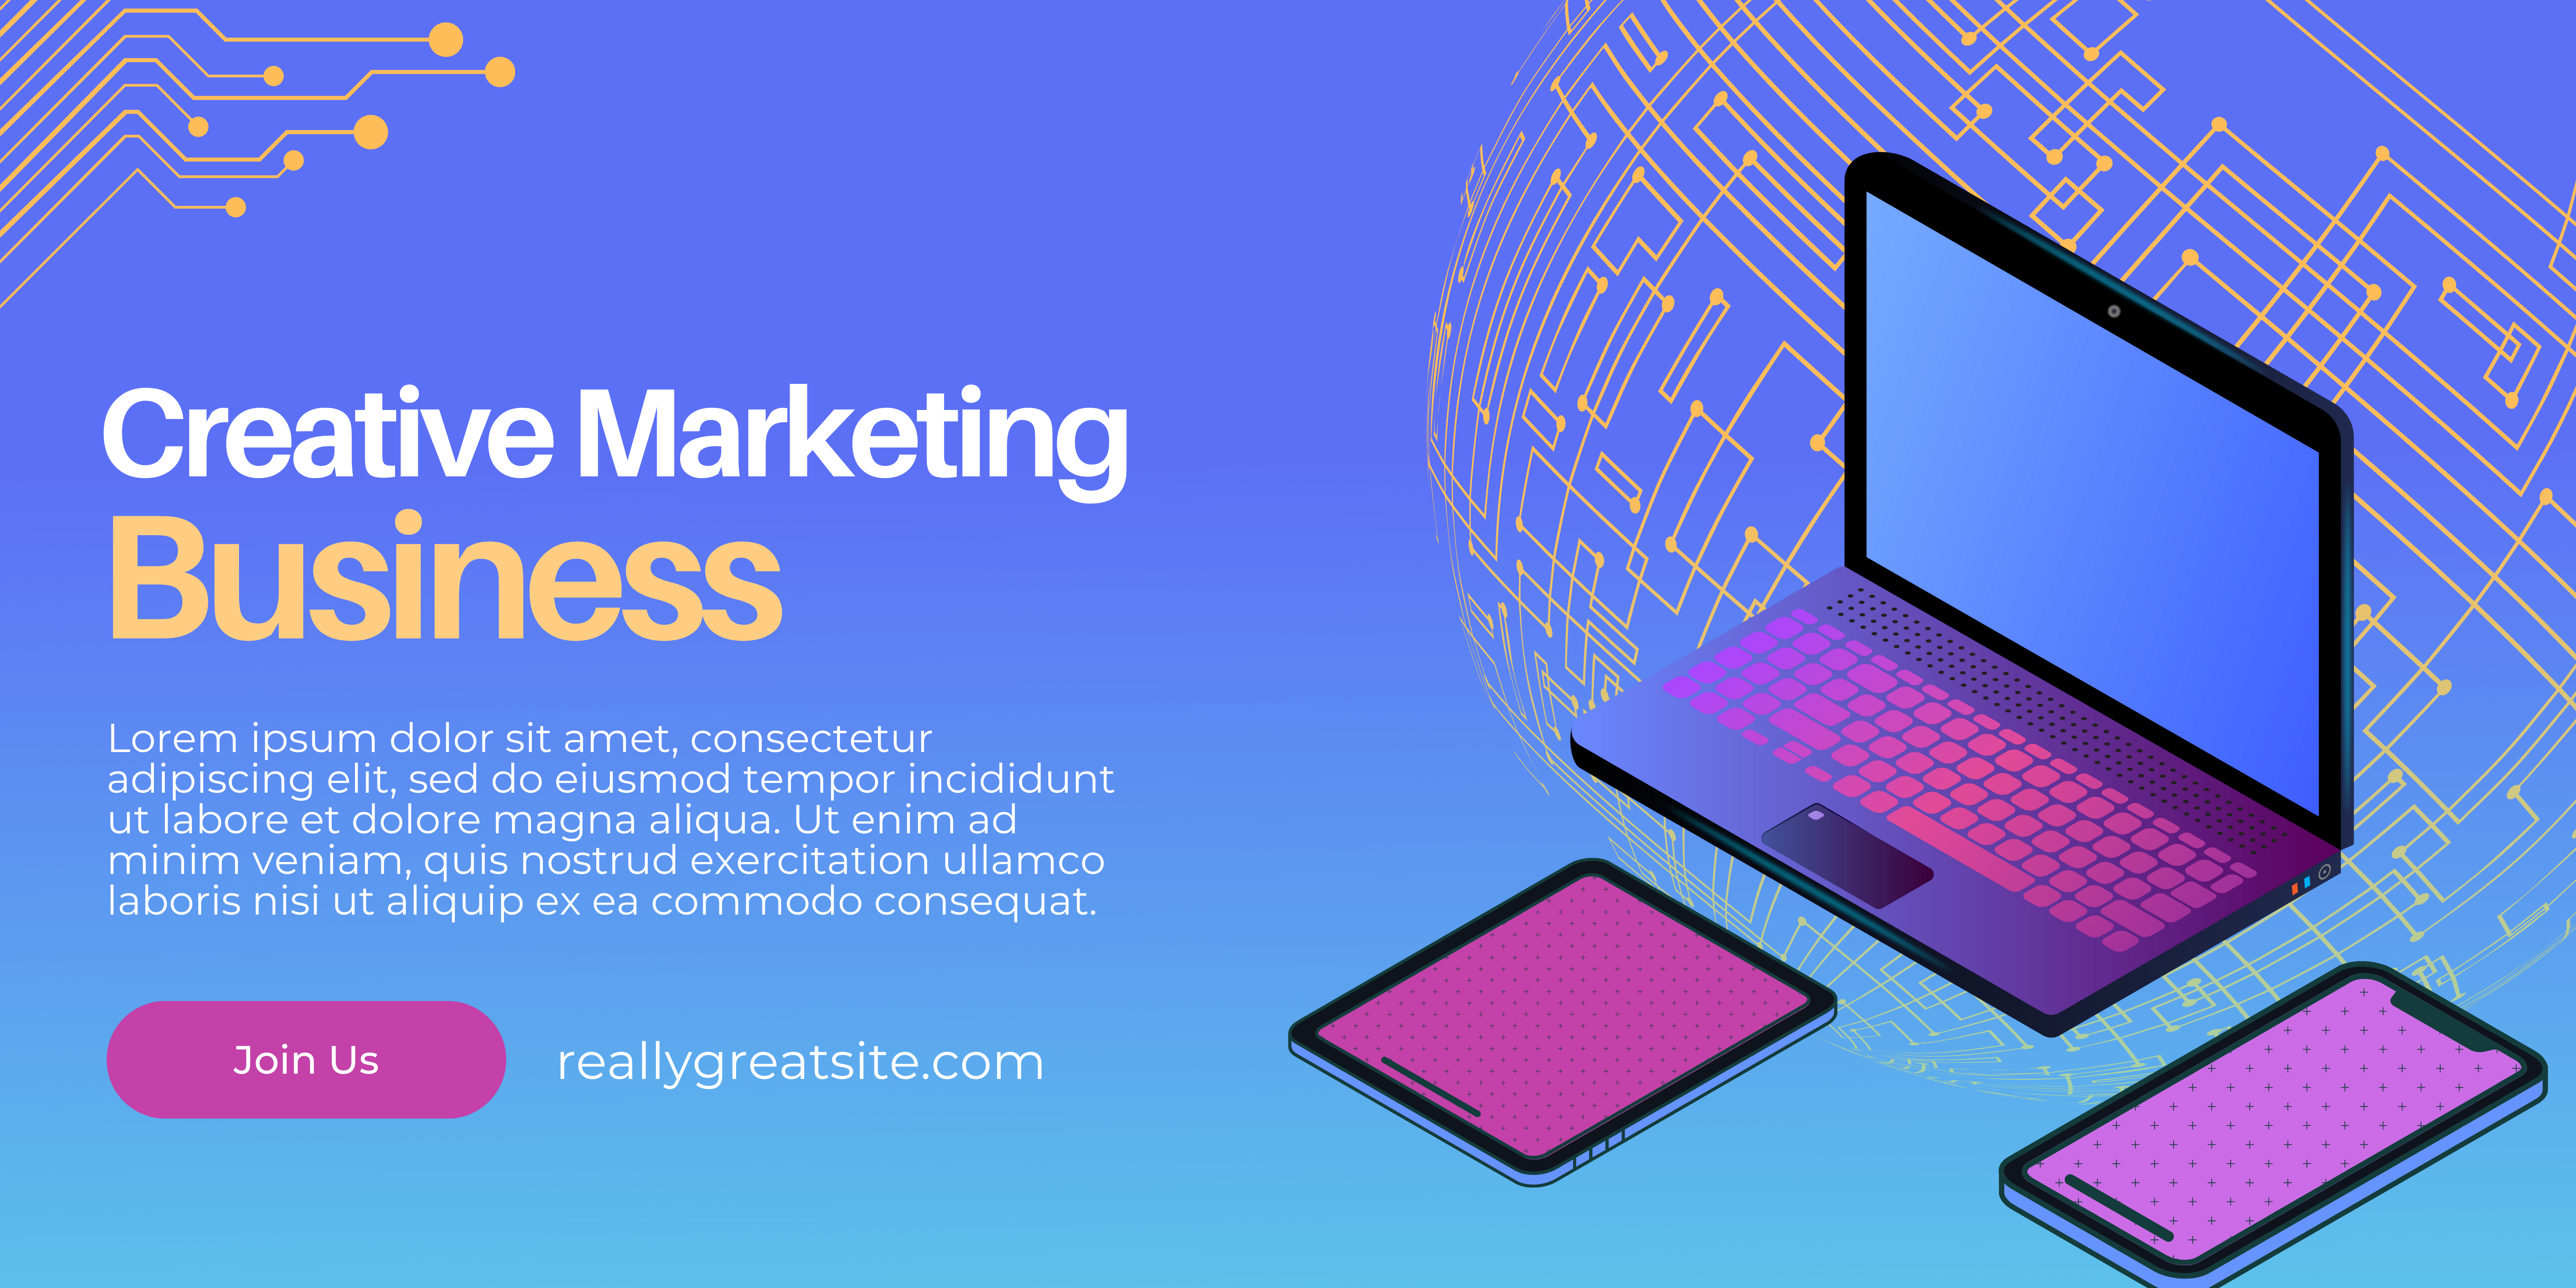 Creative Marketing
Business
Lorem ipsum dolor sit amet, consectetur
adipiscing elit, sed do eiusmod tempor incididunt
ut labore et dolore magna aliqua. Ut enim ad
minim veniam, quis nostrud exercitation ullamco
laboris nisi ut aliquip ex ea commodo consequat.
Join Us
reallygreatsite.com